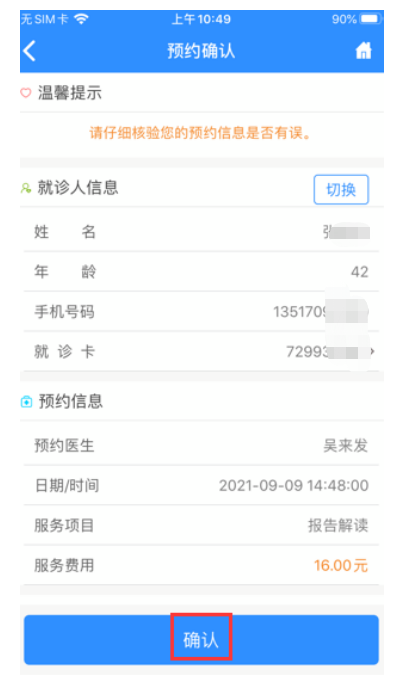 无SIM卡 上午10:49 90%
预约确认
温馨提示
请仔细核验您的预约信息是否有误。
就诊人信息 切换
姓 名
年 龄 42
手机号码 135170
就 诊 卡 72993
预约信息
预约医生 吴来发
日期/时间 2021-09-09 14:48:00
服务项目 报告解读
服务费用 16.00元
确认